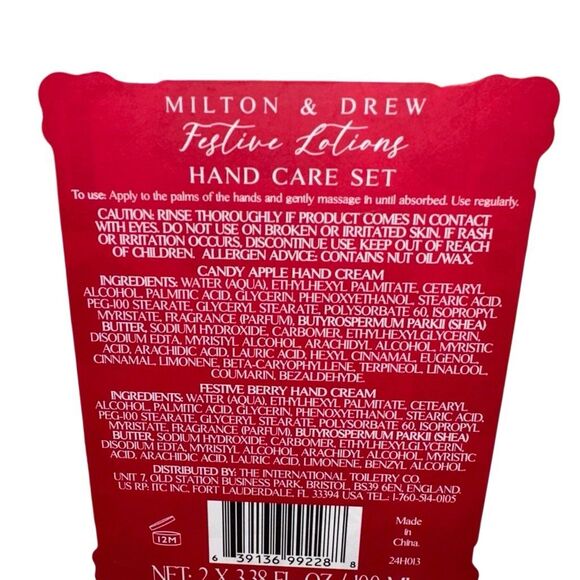 MILTON & DREW
Festive Lotions
HAND CARE SET
To use: Apply to the palms of the hands and gently massage in until absorbed. Use regularly.
CAUTION: RINSE THOROUGHLY IF PRODUCT COMES IN CONTACT
WITH EYES. DO NOT USE ON BROKEN OR IRRITATED SKIN. IF RASH
OR IRRITATION OCCURS, DISCONTINUE USE. KEEP OUT OF REACH
OF CHILDREN. ALLERGEN ADVICE: CONTAINS NUT OIL/WAX.
CANDY APPLE HAND CREAM
INGREDIENTS: WATER (AQUA), ETHYLHEXYL PALMITATE, CETEARYL
ALCOHOL, PALMITIC ACID, GLYCERIN, PHENOXYETHANOL, STEARIC ACID,
PEG-100 STEARATE, GLYCERYL STEARATE, POLYSORBATE 60, ISOPROPYL
MYRISTATE, FRAGRANCE (PARFUM), BUTYROSPERMUM PARKII (SHEA)
BUTTER, SODIUM HYDROXIDE, CARBOMER, ETHYLHEXYLGLYCERIN,
DISODIUM EDTA, MYRISTYL ALCOHOL, ARACHIDYL ALCOHOL, MYRISTIC
ACID, ARACHIDIC ACID, LAURIC ACID, HEXYL CINNAMAL, EUGENOL,
CINNAMAL, LIMONENE, BETA-CARYOPHYLLENE, TERPINEOL, LINALOOL,
COUMARIN, BEZALDEHYDE.
FESTIVE BERRY HAND CREAM
INGREDIENTS: WATER (AQUA), ETHYLHEXYL PALMITATE, CETEARYL
ALCOHOL, PALMITIC ACID, GLYCERIN, PHENOXYETHANOL, STEARIC ACID,
PEG-100 STEARATE, GLYCERYL STEARATE, POLYSORBATE 60, ISOPROPYL
MYRISTATE, FRAGRANCE (PARFUM), BUTYROSPERMUM PARKII (SHEA)
BUTTER, SODIUM HYDROXIDE, CARBOMER, ETHYLHEXYLGLYCERIN,
DISODIUM EDTA, MYRISTYL ALCOHOL, ARACHIDYL ALCOHOL, MYRISTIC
ACID, ARACHIDIC ACID, LAURIC ACID, LIMONENE, BENZYL ALCOHOL.
DISTRIBUTED BY: THE INTERNATIONAL TOILETRY CO.
UNIT 7, OLD STATION BUSINESS PARK, BRISTOL, BS39 6EN, ENGLAND.
US RP: ITC INC, FORT LAUDERDALE, FL 33394 USA TEL: 1-760-514-0105
12M
6 39136 99228 8
Made
in
China.
24H013
NET: 2 X 3.38 FL. OZ / 100 ML